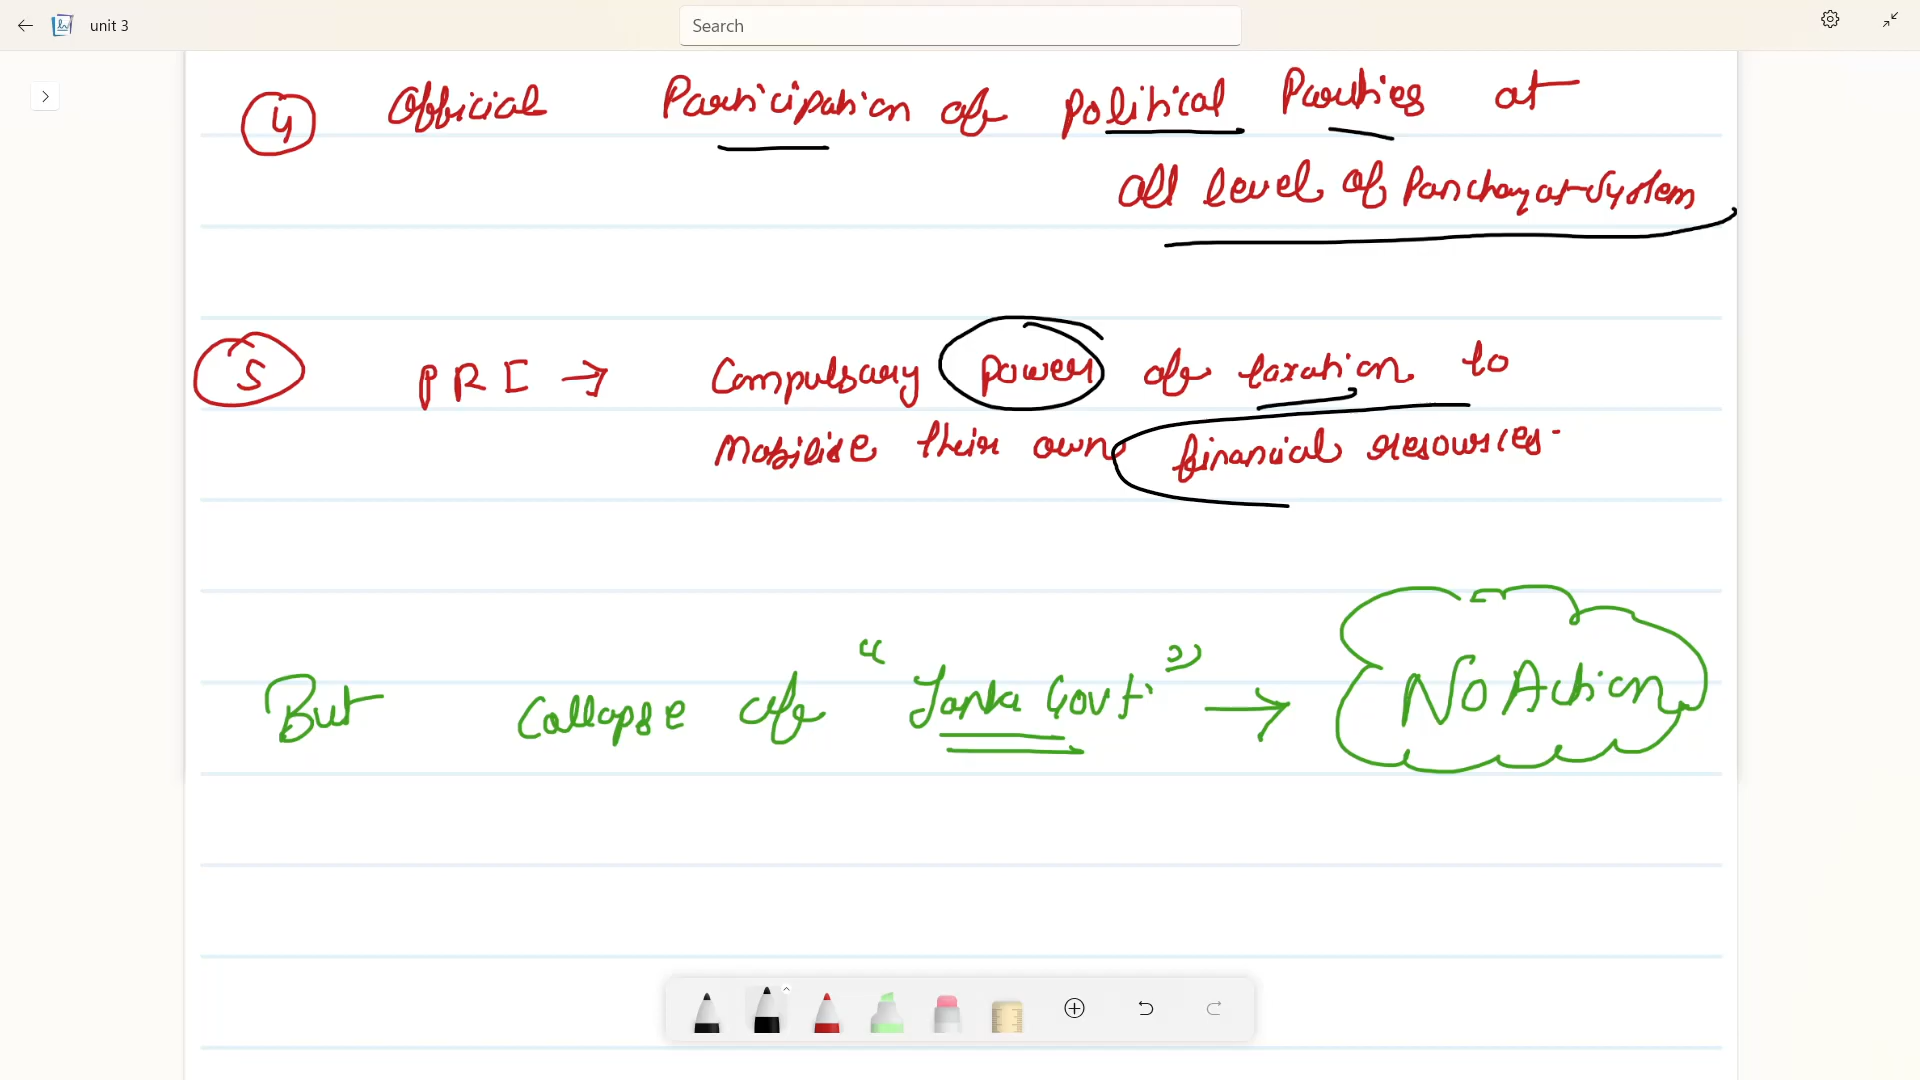 unit 3
Search
4 Official Participation of Political Parties at
all level of Panchayat System
5 PRI → Compulsary power of taxation to
Mobilise their own financial resources.
But Collapse of "Janta Govt" → No Action